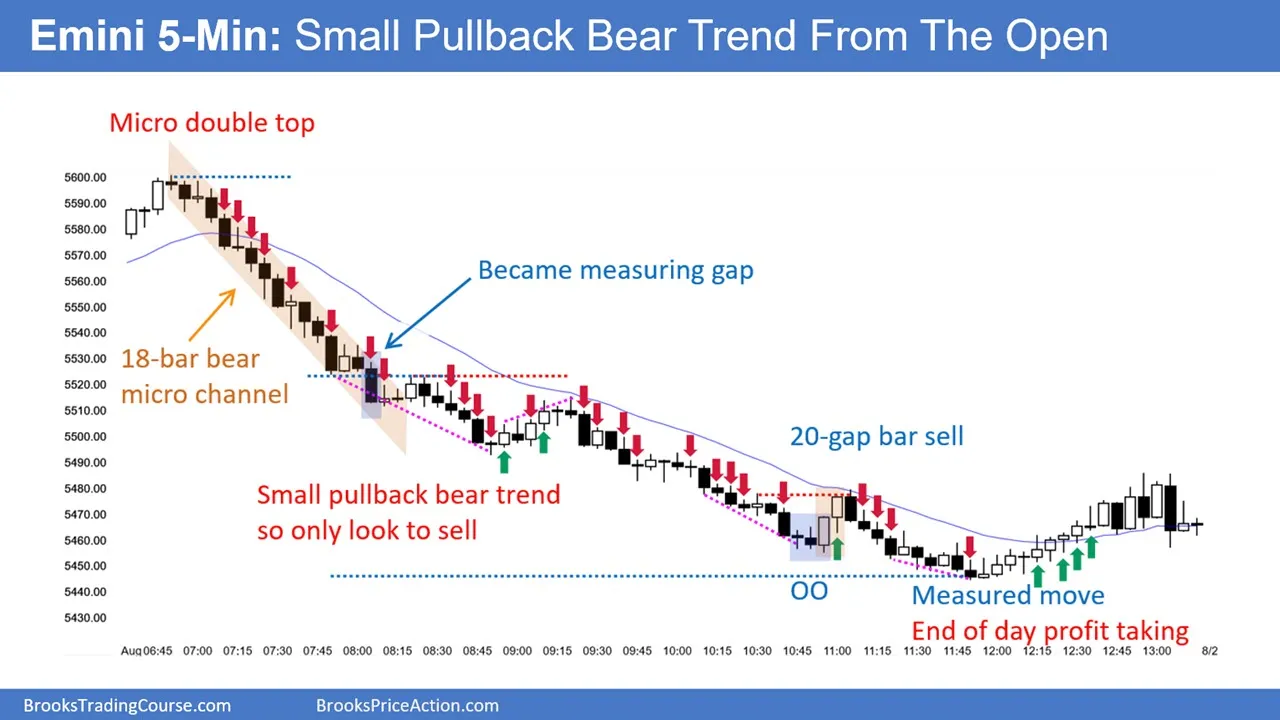 Emini 5-Min: Small Pullback Bear Trend From The Open
Micro double top
5600.00
5590.00
5580.00
5570.00
5560.00
5550.00
5540.00
5530.00
5520.00
5510.00
5500.00
5490.00
5480.00
5470.00
5460.00
5450.00
5440.00
5430.00
Became measuring gap
18-bar bear
micro channel
20-gap bar sell
Small pullback bear trend
so only look to sell
OO
Measured move
End of day profit taking
Aug 06:45 07:00 07:15 07:30 07:45 08:00 08:15 08:30 08:45 09:00 09:15 09:30 09:45 10:00 10:15 10:30 10:45 11:00 11:15 11:30 11:45 12:00 12:15 12:30 12:45 13:00 8/2
BrooksTradingCourse.com BrooksPriceAction.com